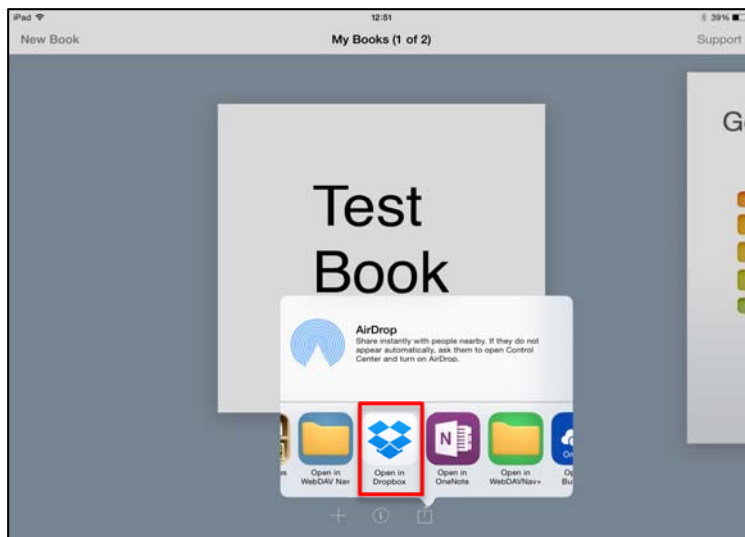 iPad 12:51 39%
New Book My Books (1 of 2) Support
Test
Book
AirDrop
Share instantly with people nearby. If they do not
appear automatically, ask them to open Control
Center and turn on AirDrop.
Open in
WebDAV Nav
Open in
Dropbox
N
Open in
OneNote
Open in
WebDAVNav+